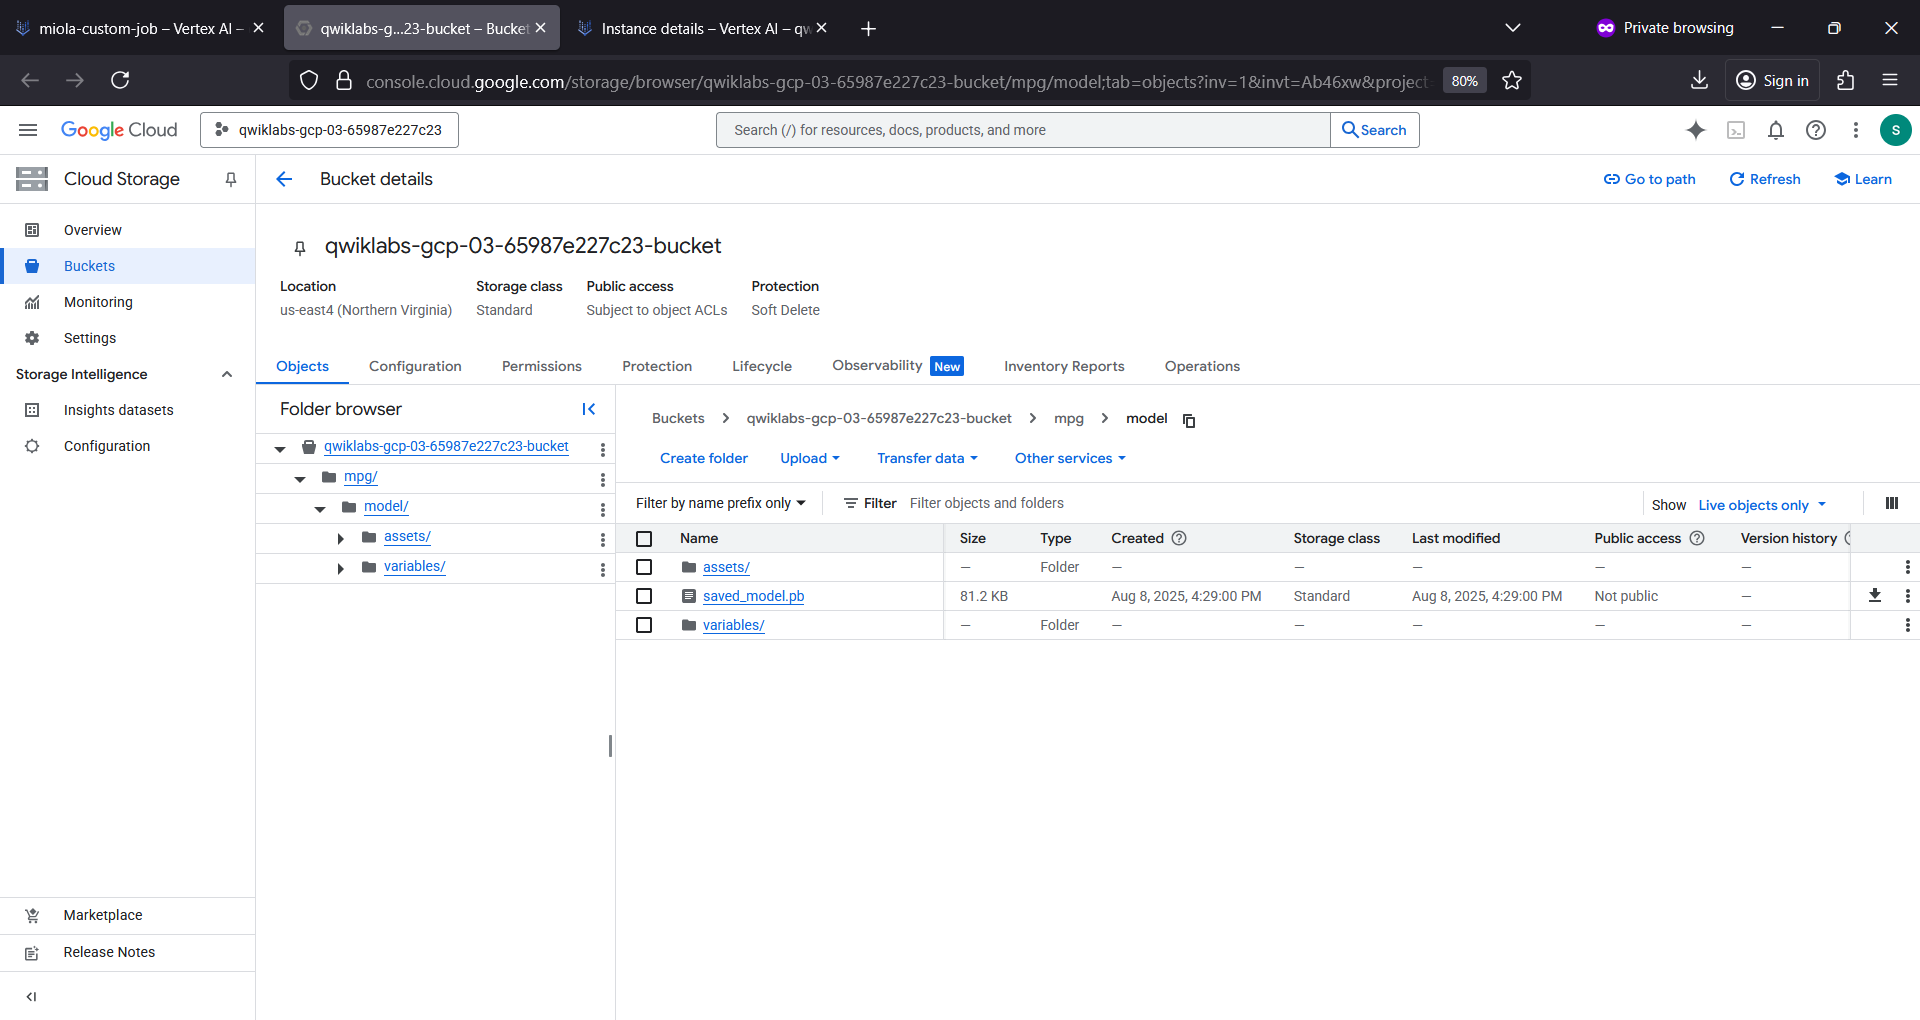 miola-custom-job – Vertex AI –
qwiklabs-g...23-bucket – Bucket
Instance details – Vertex AI – qw
Private browsing
console.cloud.google.com/storage/browser/qwiklabs-gcp-03-65987e227c23-bucket/mpg/model;tab=objects?inv=1&invt=Ab46xw&project
80%
Sign in
Google Cloud
qwiklabs-gcp-03-65987e227c23
Search (/) for resources, docs, products, and more
Search
S
Cloud Storage
Bucket details
Go to path
Refresh
Learn
Overview
Buckets
Monitoring
Settings
Storage Intelligence
Insights datasets
Configuration
Marketplace
Release Notes
qwiklabs-gcp-03-65987e227c23-bucket
Location Storage class Public access Protection
us-east4 (Northern Virginia) Standard Subject to object ACLs Soft Delete
Objects Configuration Permissions Protection Lifecycle Observability New Inventory Reports Operations
Folder browser
qwiklabs-gcp-03-65987e227c23-bucket
mpg/
model/
assets/
variables/
Buckets > qwiklabs-gcp-03-65987e227c23-bucket > mpg > model
Create folder Upload Transfer data Other services
Filter by name prefix only Filter Filter objects and folders Show Live objects only
Name Size Type Created Storage class Last modified Public access Version history
assets/ — Folder — — — — —
saved_model.pb 81.2 KB Aug 8, 2025, 4:29:00 PM Standard Aug 8, 2025, 4:29:00 PM Not public —
variables/ — Folder — — — — —